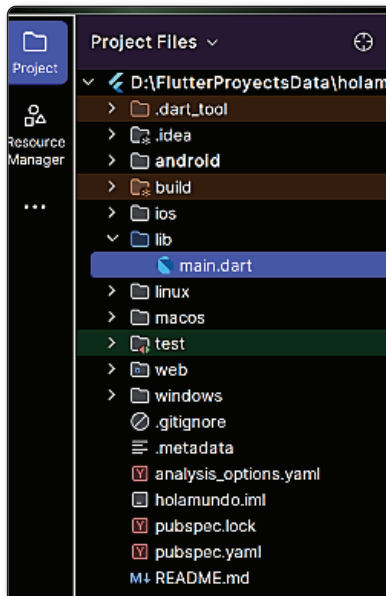 Project Files
Project
D:\FlutterProyectsData\holam
.dart_tool
Resource
Manager
.idea
android
build
ios
lib
main.dart
linux
macos
test
web
windows
.gitignore
.metadata
analysis_options.yaml
holamundo.iml
pubspec.lock
pubspec.yaml
M↓ README.md